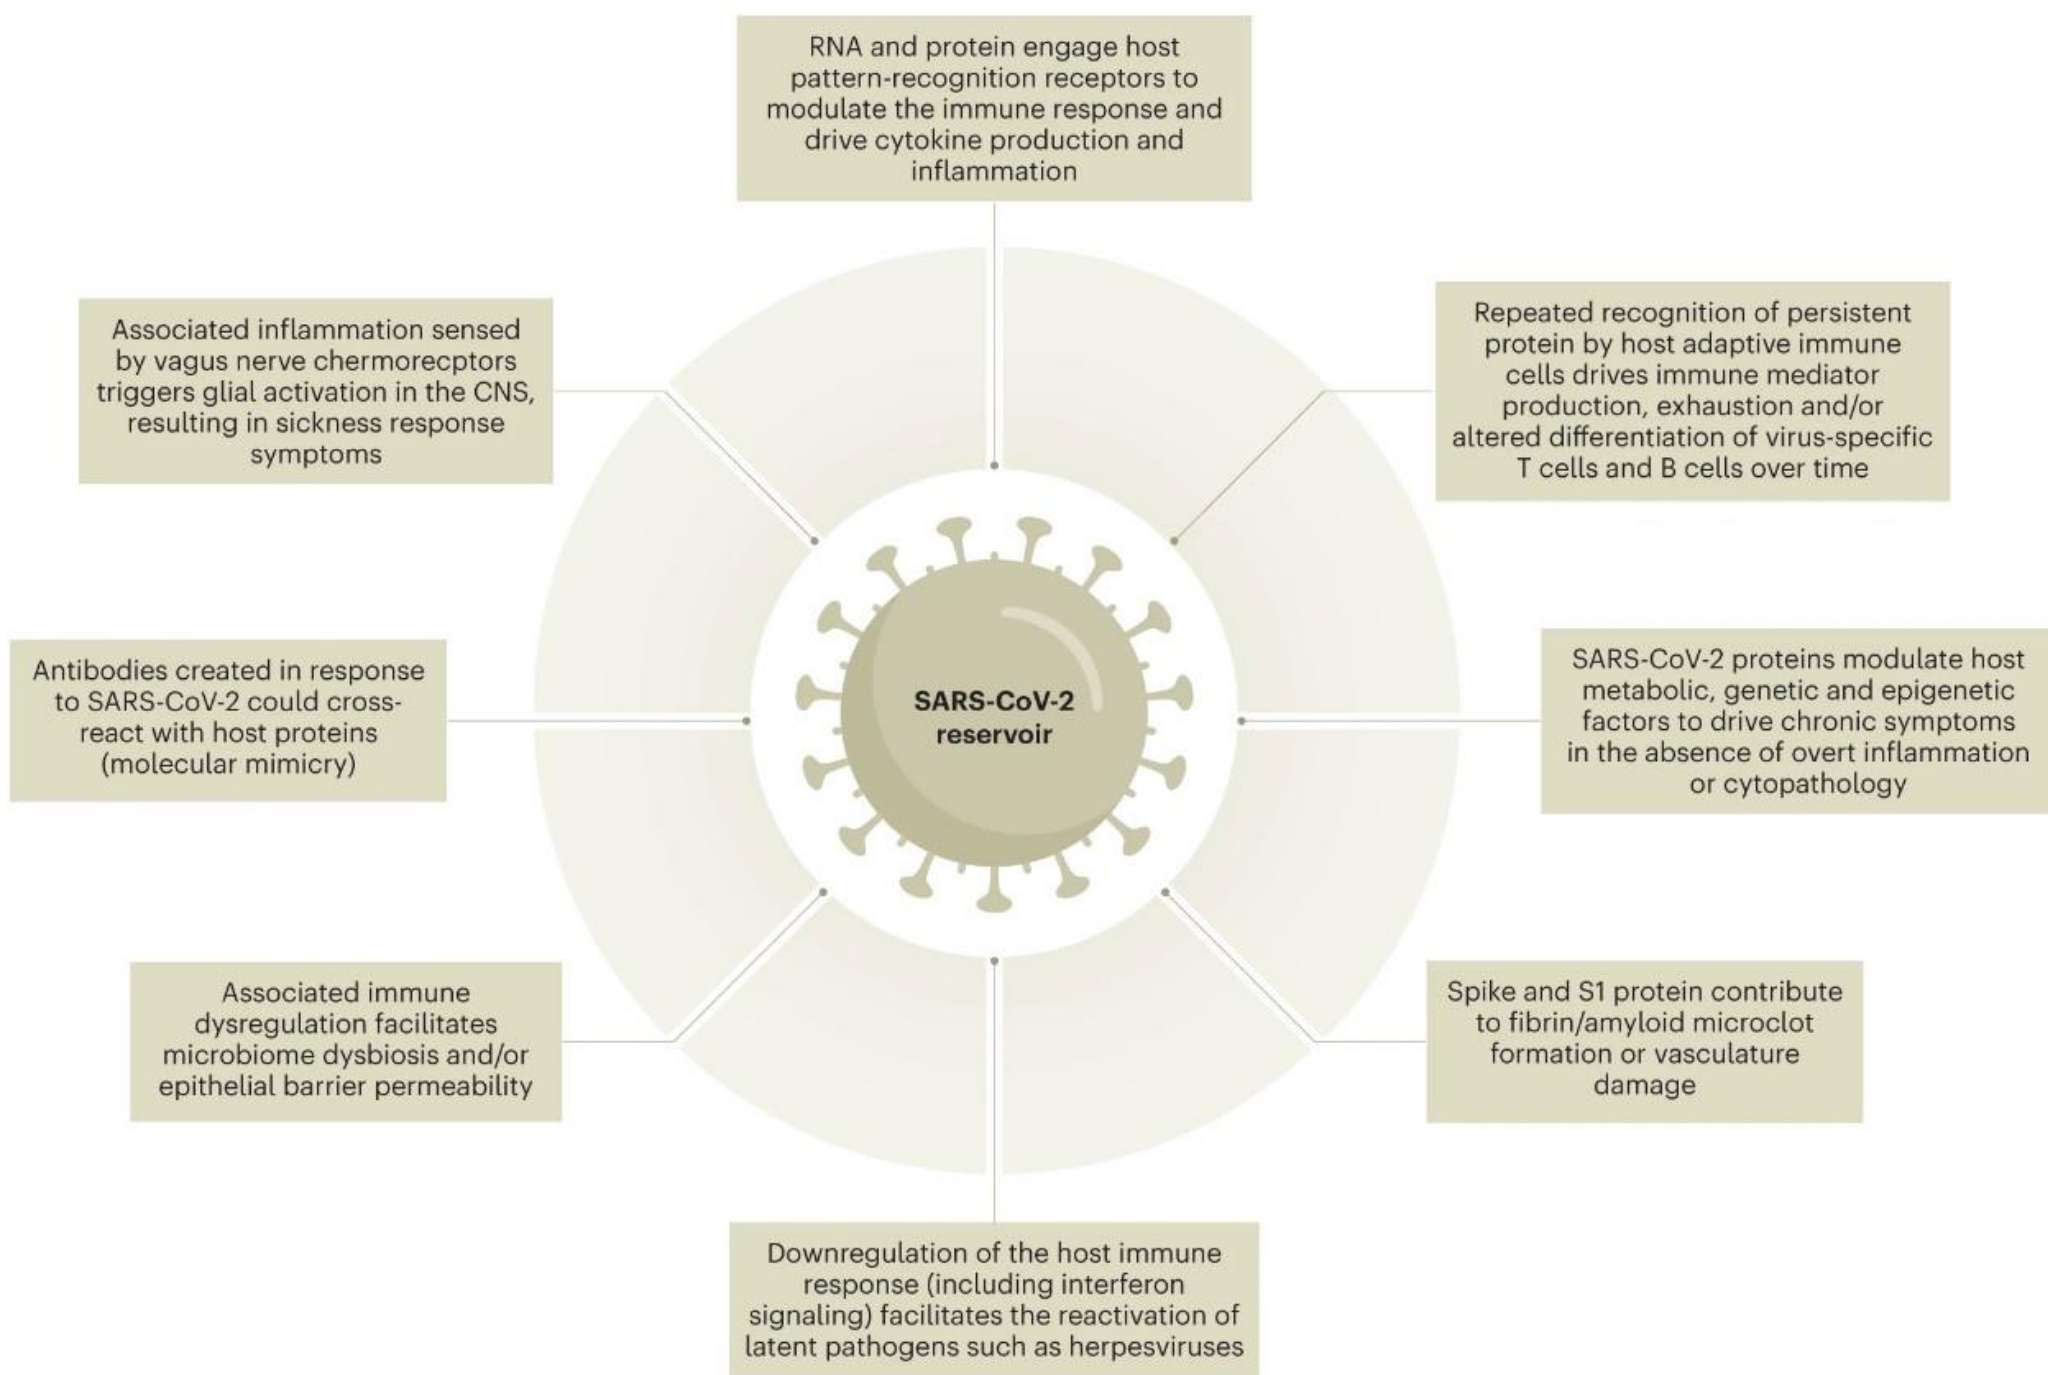 RNA and protein engage host
pattern-recognition receptors to
modulate the immune response and
drive cytokine production and
inflammation
Repeated recognition of persistent
protein by host adaptive immune
cells drives immune mediator
production, exhaustion and/or
altered differentiation of virus-specific
T cells and B cells over time
SARS-CoV-2 proteins modulate host
metabolic, genetic and epigenetic
factors to drive chronic symptoms
in the absence of overt inflammation
or cytopathology
Spike and S1 protein contribute
to fibrin/amyloid microclot
formation or vasculature
damage
Downregulation of the host immune
response (including interferon
signaling) facilitates the reactivation of
latent pathogens such as herpesviruses
Associated immune
dysregulation facilitates
microbiome dysbiosis and/or
epithelial barrier permeability
Antibodies created in response
to SARS-CoV-2 could cross-
react with host proteins
(molecular mimicry)
Associated inflammation sensed
by vagus nerve chermorecptors
triggers glial activation in the CNS,
resulting in sickness response
symptoms
SARS-CoV-2
reservoir